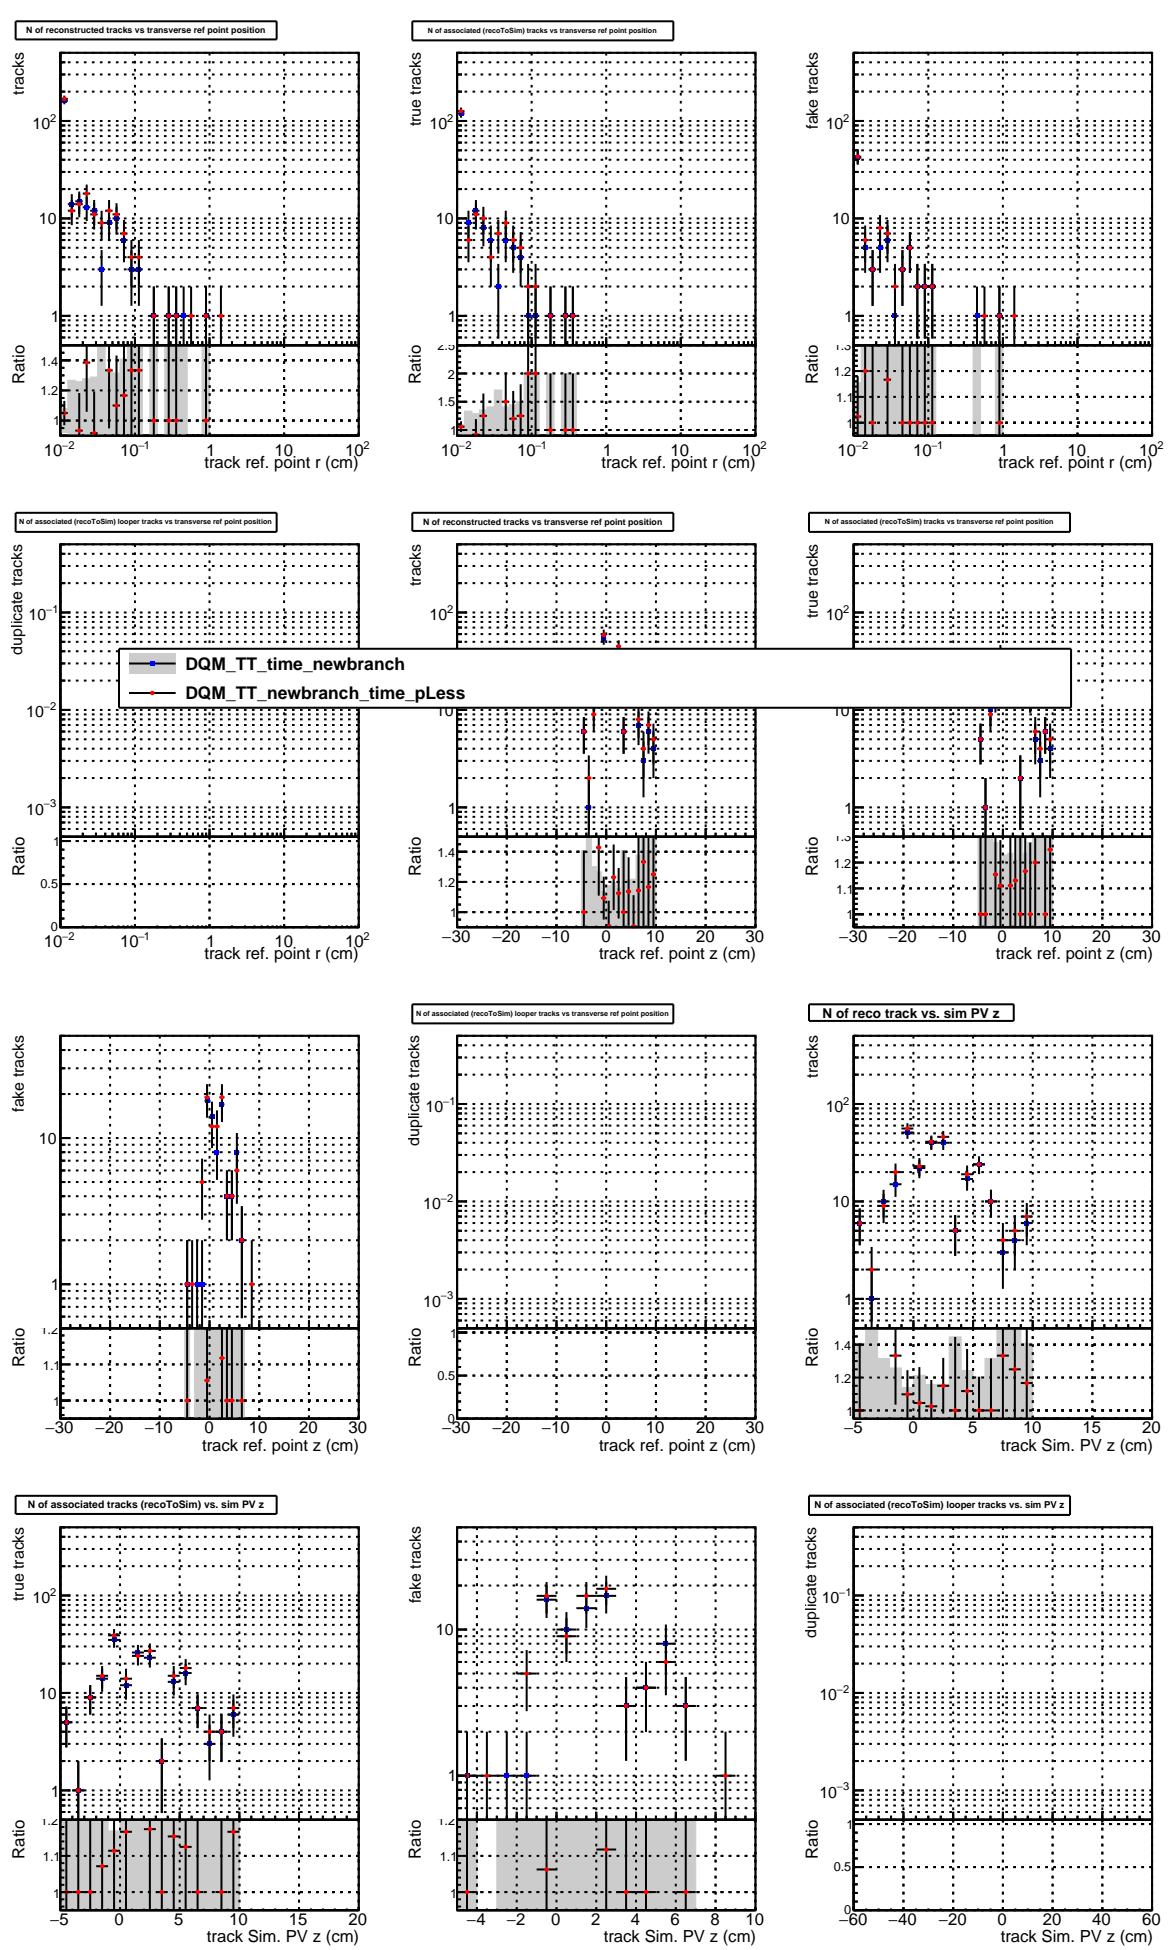 N of reconstructed tracks vs transverse ref point position
N of associated (recoToSim) tracks vs transverse ref point position
tracks
true tracks
fake tracks
10² 10 1
10² 10 1
10² 10 1
Ratio
1.4 1.2 1
Ratio
2.5 2 1.5 1
Ratio
1.3 1.2 1.1 1
10⁻² 10⁻¹ 1 10 10²
10⁻² 10⁻¹ 1 10 10²
10⁻² 10⁻¹ 1 10 10²
track ref. point r (cm)
track ref. point r (cm)
track ref. point r (cm)
N of associated (recoToSim) looper tracks vs transverse ref point position
N of reconstructed tracks vs transverse ref point position
N of associated (recoToSim) tracks vs transverse ref point position
duplicate tracks
tracks
true tracks
10⁻¹ 10⁻² 10⁻³
10² 10 1
10² 10 1
DQM_TT_time_newbranch
DQM_TT_newbranch_time_pLess
Ratio
1 0.5 0
Ratio
1.4 1.2 1
Ratio
1.3 1.2 1.1 1
10⁻² 10⁻¹ 1 10 10²
−30 −20 −10 0 10 20 30
−30 −20 −10 0 10 20 30
track ref. point r (cm)
track ref. point z (cm)
track ref. point z (cm)
N of associated (recoToSim) looper tracks vs transverse ref point position
N of reco track vs. sim PV z
fake tracks
duplicate tracks
tracks
10 1
10⁻¹ 10⁻² 10⁻³
10² 10 1
Ratio
1.2 1.1 1
Ratio
1 0.5 0
Ratio
1.4 1.2 1
−30 −20 −10 0 10 20 30
−30 −20 −10 0 10 20 30
−5 0 5 10 15 20
track ref. point z (cm)
track ref. point z (cm)
track Sim. PV z (cm)
N of associated tracks (recoToSim) vs. sim PV z
N of associated (recoToSim) looper tracks vs. sim PV z
true tracks
fake tracks
duplicate tracks
10² 10 1
10 1
10⁻¹ 10⁻² 10⁻³
Ratio
1.2 1.1 1
Ratio
1.2 1.1 1
Ratio
1 0.5 0
−5 0 5 10 15 20
−4 −2 0 2 4 6 8 10
−60 −40 −20 0 20 40 60
track Sim. PV z (cm)
track Sim. PV z (cm)
track Sim. PV z (cm)